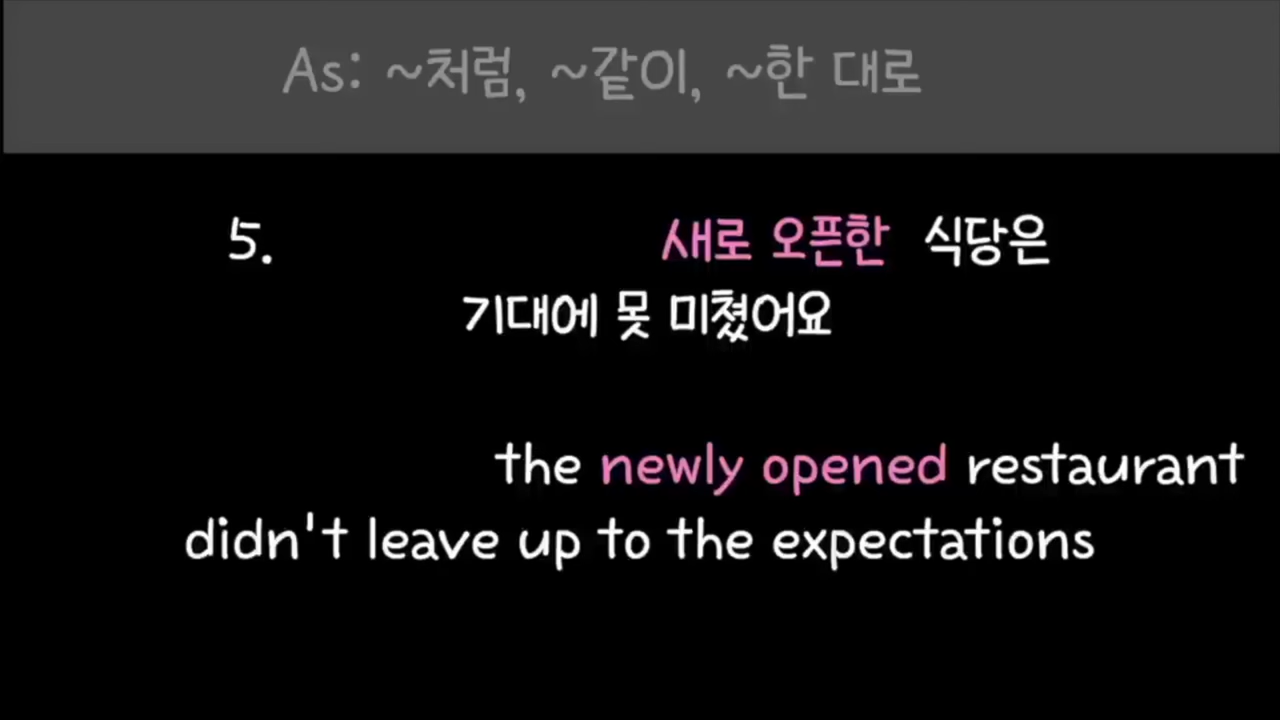 As: ~처럼, ~같이, ~한 대로
5. 새로 오픈한 식당은
기대에 못 미쳤어요
the newly opened restaurant
didn't leave up to the expectations